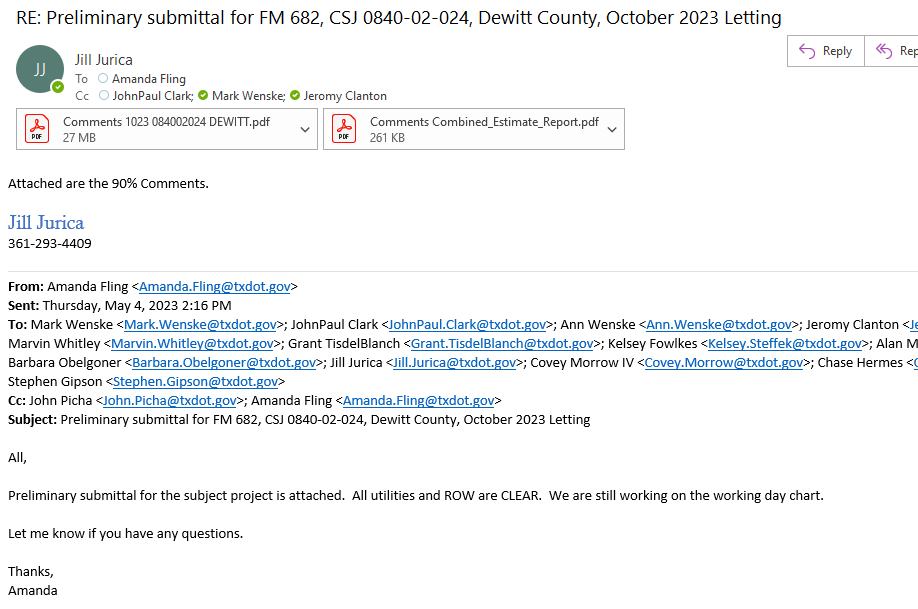 RE: Preliminary submittal for FM 682, CSJ 0840-02-024, Dewitt County, October 2023 Letting
JJ
Jill Jurica
To Amanda Fling
Cc JohnPaul Clark; Mark Wenske; Jeromy Clanton
Reply
Rep
PDF
Comments 1023 084002024 DEWITT.pdf
27 MB
PDF
Comments Combined_Estimate_Report.pdf
261 KB
Attached are the 90% Comments.
Jill Jurica
361-293-4409
From: Amanda Fling <Amanda.Fling@txdot.gov>
Sent: Thursday, May 4, 2023 2:16 PM
To: Mark Wenske <Mark.Wenske@txdot.gov>; JohnPaul Clark <JohnPaul.Clark@txdot.gov>; Ann Wenske <Ann.Wenske@txdot.gov>; Jeromy Clanton <Je
Marvin Whitley <Marvin.Whitley@txdot.gov>; Grant TisdelBlanch <Grant.TisdelBlanch@txdot.gov>; Kelsey Fowlkes <Kelsey.Steffek@txdot.gov>; Alan M
Barbara Obelgoner <Barbara.Obelgoner@txdot.gov>; Jill Jurica <Jill.Jurica@txdot.gov>; Covey Morrow IV <Covey.Morrow@txdot.gov>; Chase Hermes <C
Stephen Gipson <Stephen.Gipson@txdot.gov>
Cc: John Picha <John.Picha@txdot.gov>; Amanda Fling <Amanda.Fling@txdot.gov>
Subject: Preliminary submittal for FM 682, CSJ 0840-02-024, Dewitt County, October 2023 Letting
All,
Preliminary submittal for the subject project is attached.  All utilities and ROW are CLEAR.  We are still working on the working day chart.
Let me know if you have any questions.
Thanks,
Amanda